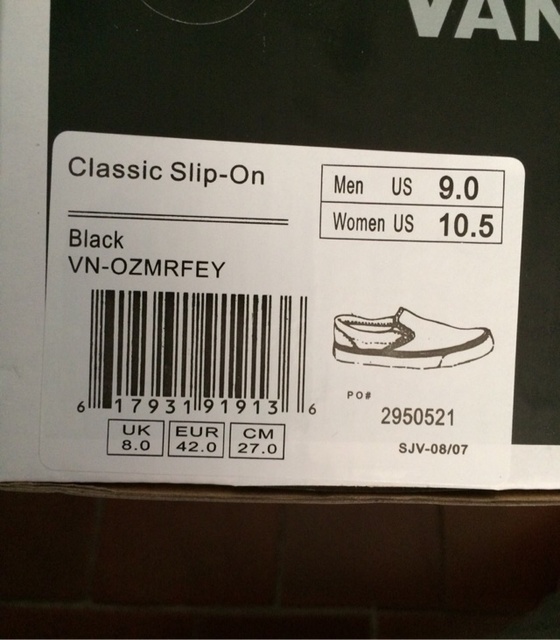 VAN
Classic Slip-On
Men US 9.0
Women US 10.5
Black
VN-OZMRFEY
6 17931 91913 6
UK 8.0
EUR 42.0
CM 27.0
PO#
2950521
SJV-08/07